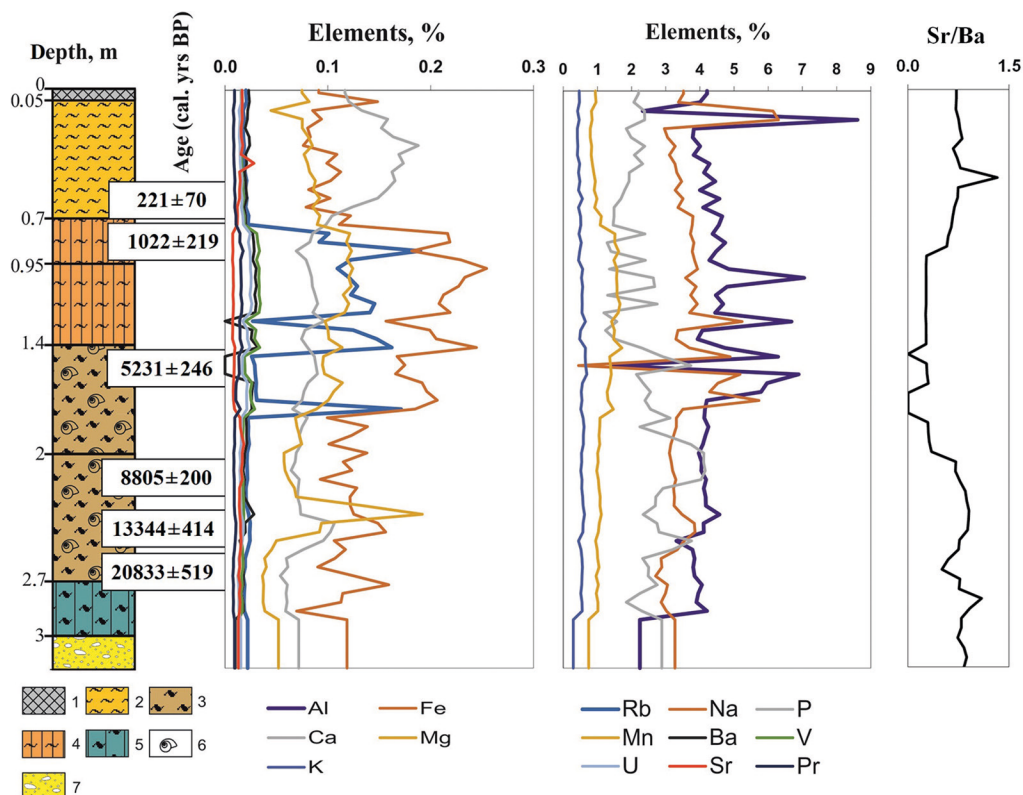 Depth, m
Age (cal. yrs BP)
Elements, %
Elements, %
Sr/Ba
0.0 0.1 0.2 0.3
0 1 2 3 4 5 6 7 8 9
0.0 1.5
0
0.05
221±70
0.7
1022±219
0.95
1.4
5231±246
2
8805±200
13344±414
20833±519
2.7
3
1 2 3
4 5 6
7
Al Fe
Ca Mg
K
Rb Na P
Mn Ba V
U Sr Pr